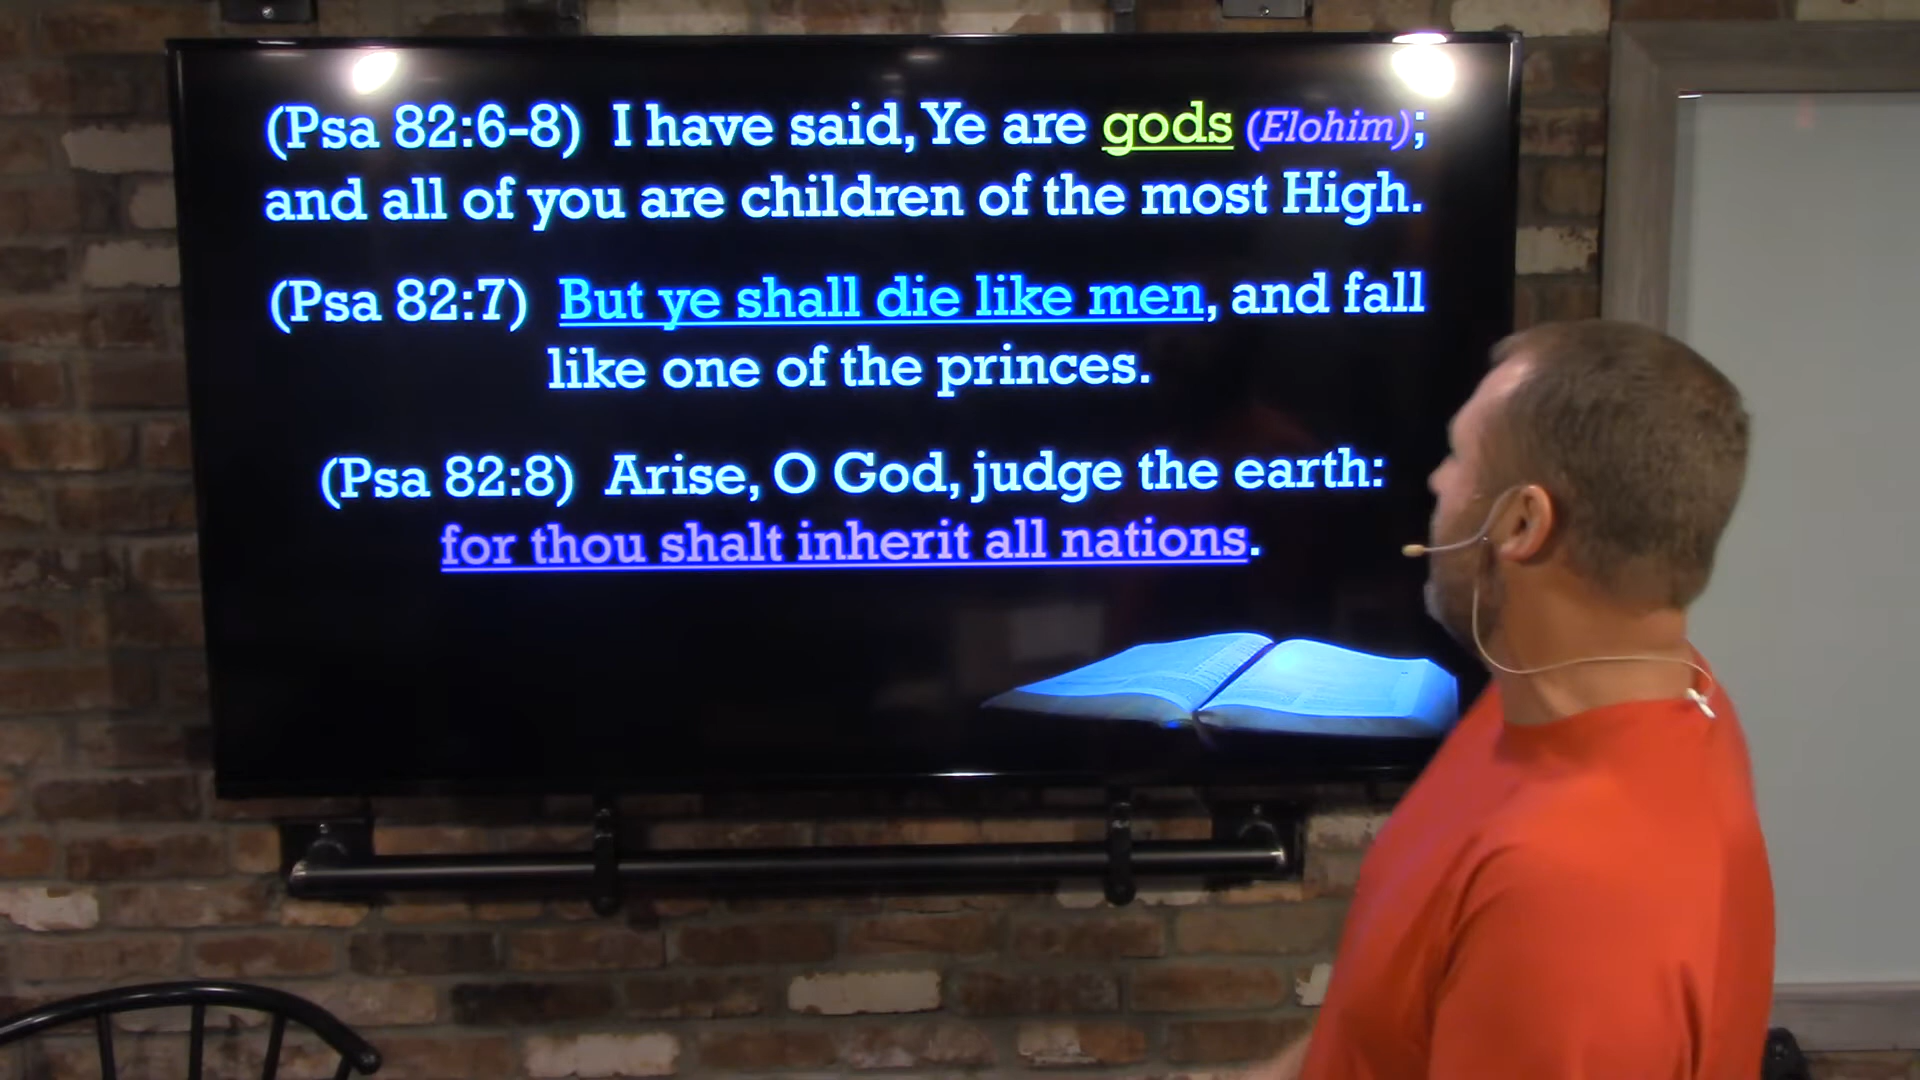 (Psa 82:6-8) I have said, Ye are gods (Elohim);
and all of you are children of the most High.
(Psa 82:7) But ye shall die like men, and fall
like one of the princes.
(Psa 82:8) Arise, O God, judge the earth:
for thou shalt inherit all nations.